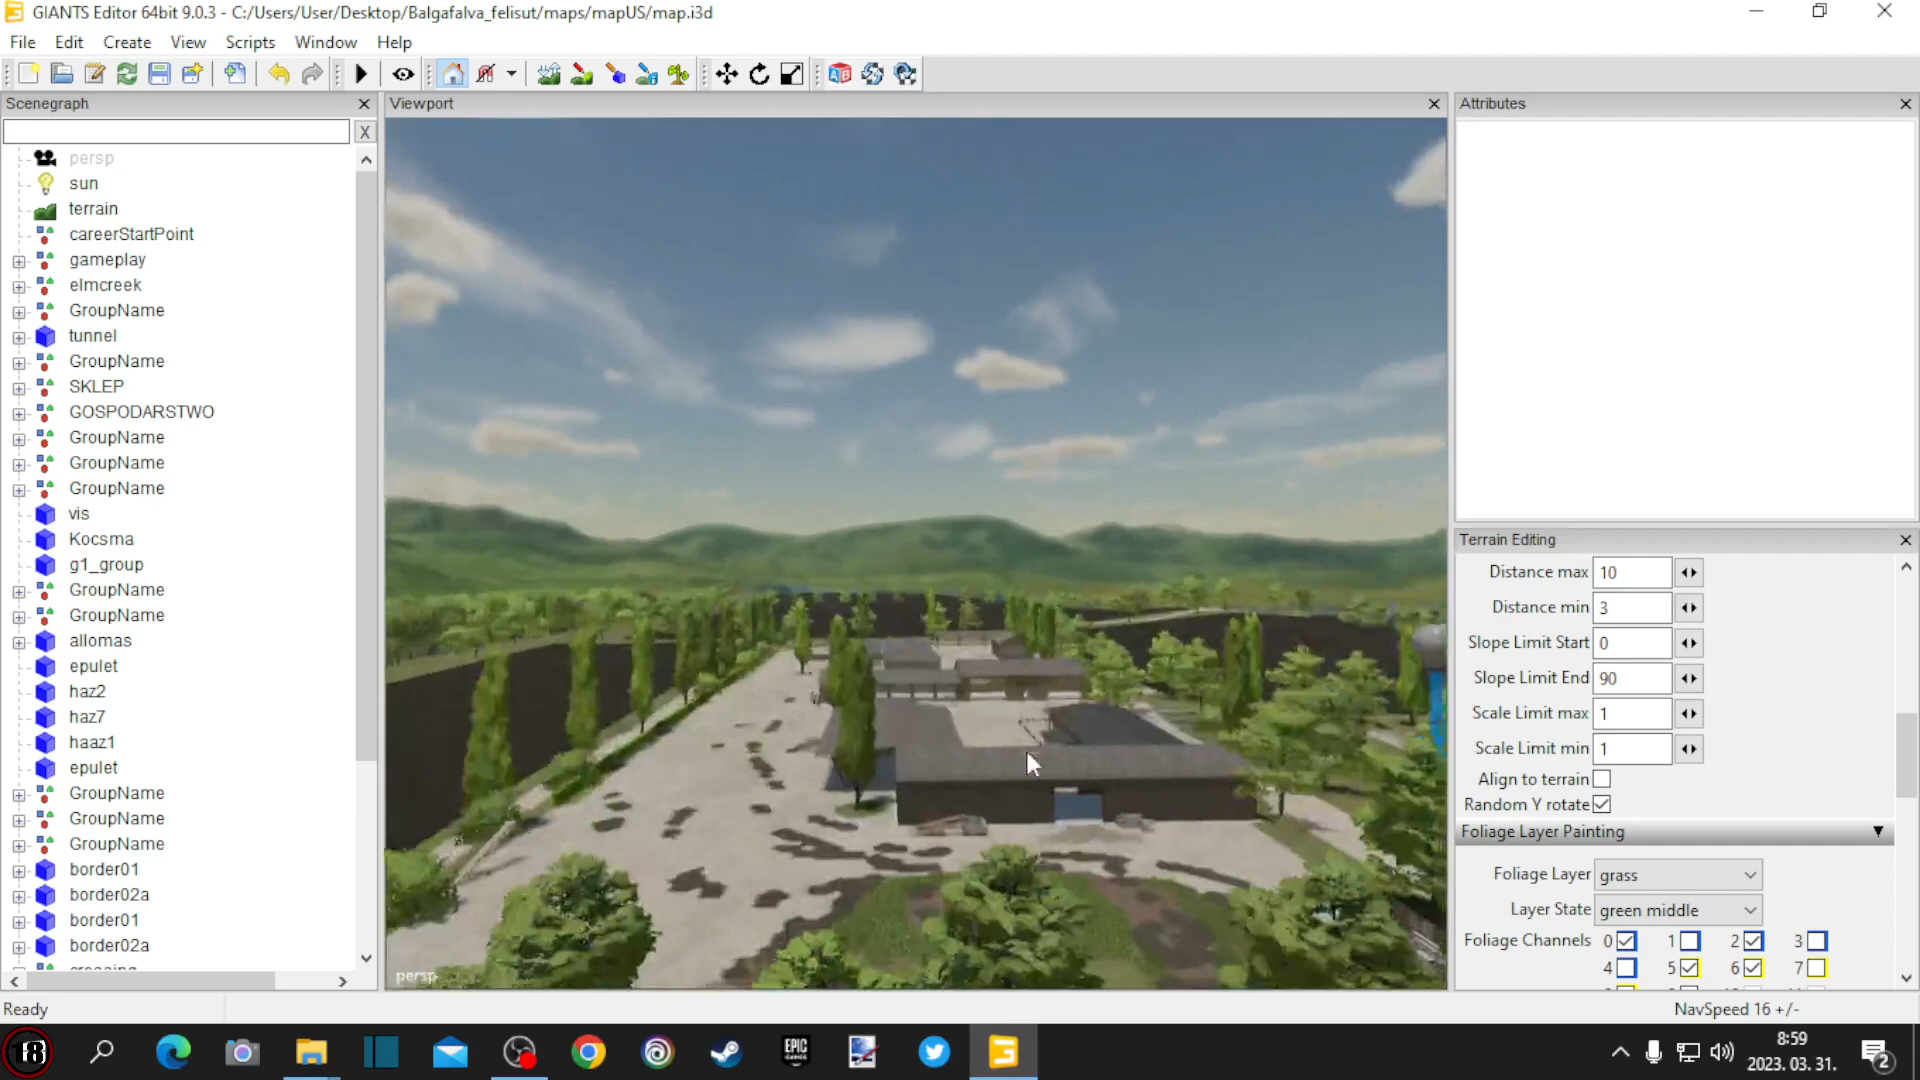 GIANTS Editor 64bit 9.0.3 - C:/Users/User/Desktop/Balgafalva_felisut/maps/mapUS/map.i3d
File Edit Create View Scripts Window Help
Scenegraph
X
persp
sun
terrain
careerStartPoint
gameplay
elmcreek
GroupName
tunnel
GroupName
SKLEP
GOSPODARSTWO
GroupName
GroupName
GroupName
vis
Kocsma
g1_group
GroupName
GroupName
allomas
epulet
haz2
haz7
haaz1
epulet
GroupName
GroupName
GroupName
border01
border02a
border01
border02a
Viewport
persp
Attributes
Terrain Editing
Distance max 10
Distance min 3
Slope Limit Start 0
Slope Limit End 90
Scale Limit max 1
Scale Limit min 1
Align to terrain
Random Y rotate
Foliage Layer Painting
Foliage Layer grass
Layer State green middle
Foliage Channels 0 1 2 3
4 5 6 7
Ready
NavSpeed 16 +/-
18
EPIC GAMES
8:59
2023. 03. 31.
2